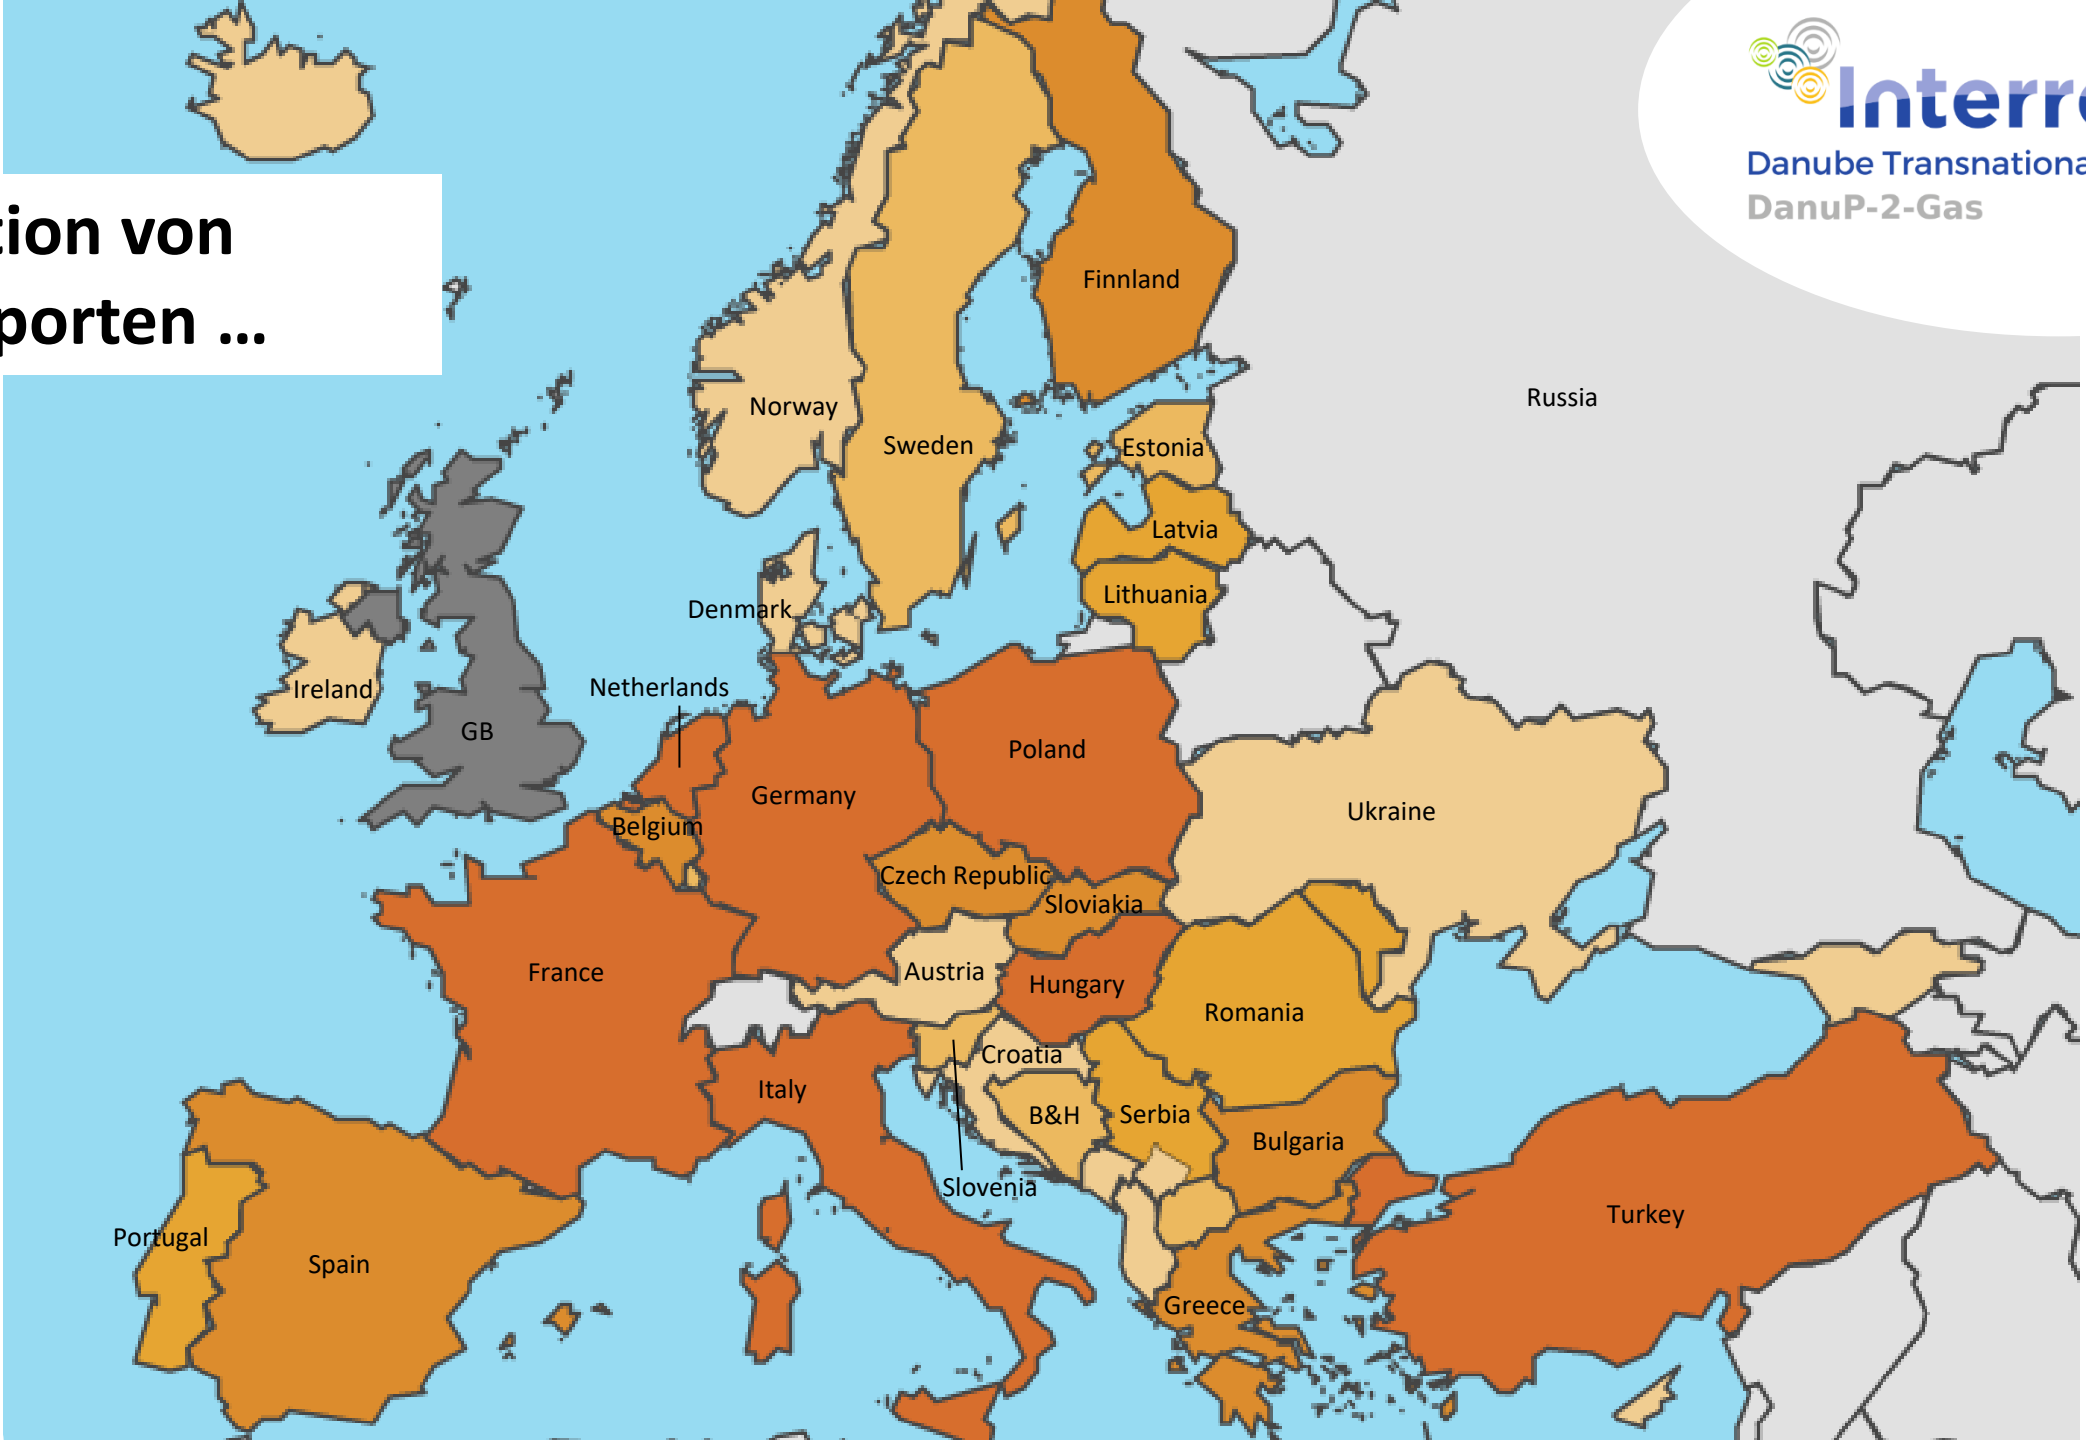 Interre
Danube Transnationa
DanuP-2-Gas
tion von
porten ...
Finnland
Russia
Norway
Sweden
Estonia
Latvia
Lithuania
Denmark
Netherlands
Ireland
GB
Poland
Germany
Ukraine
Belgium
Czech Republic
Sloviakia
France
Austria
Hungary
Romania
Croatia
Italy
B&H
Serbia
Bulgaria
Slovenia
Portugal
Turkey
Spain
Greece